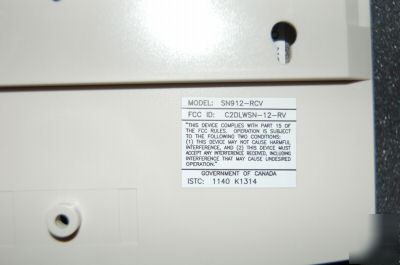 MODEL: SN912-RCV
FCC ID: C2DLWSN-12-RV
"THIS DEVICE COMPLIES WITH PART 15 OF
THE FCC RULES. OPERATION IS SUBJECT
TO THE FOLLOWING TWO CONDITIONS:
(1) THIS DEVICE MAY NOT CAUSE HARMFUL
INTERFERENCE, AND (2) THIS DEVICE MUST
ACCEPT ANY INTERFERENCE RECEIVED, INCLUDING
INTERFERENCE THAT MAY CAUSE UNDESIRED
OPERATION."
GOVERNMENT OF CANADA
ISTC: 1140 K1314